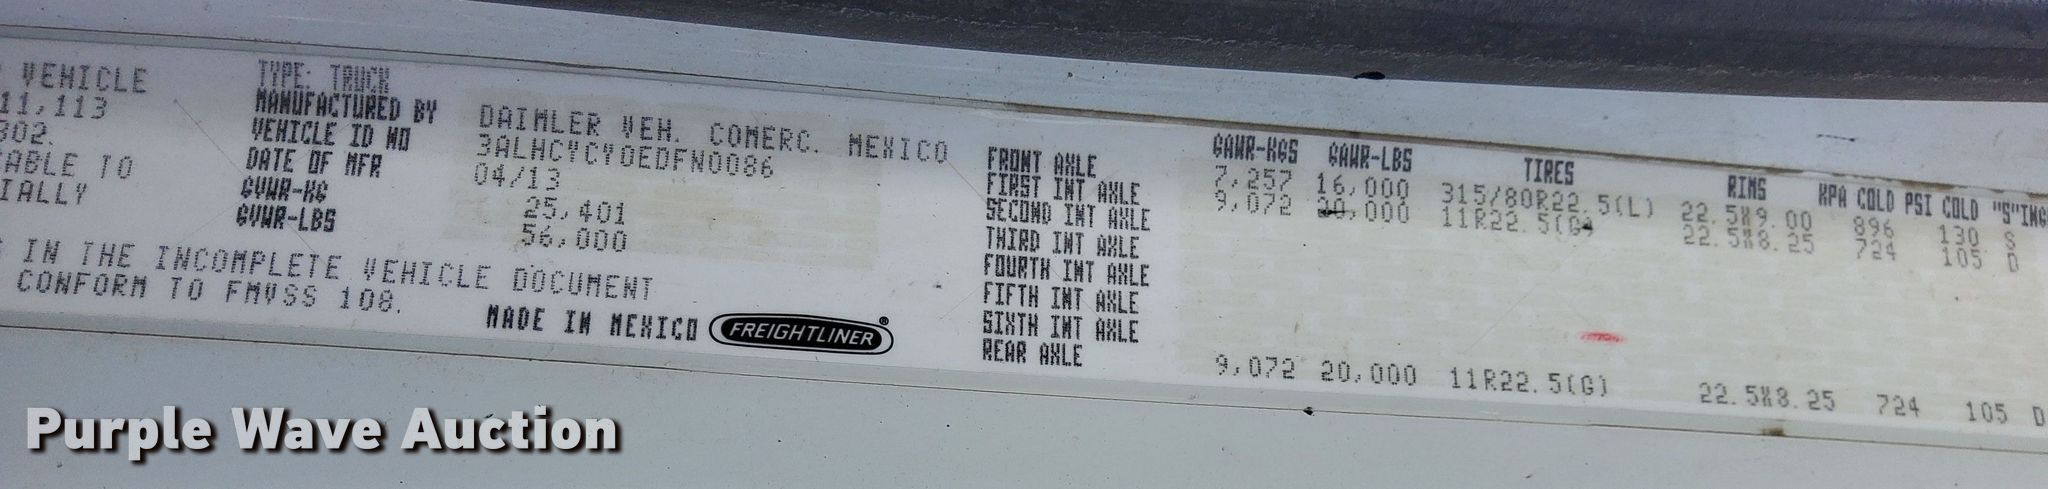 VEHICLE
11,113
302.
CABLE TO
IALLY
IN THE INCOMPLETE VEHICLE DOCUMENT
CONFORM TO FMVSS 108.
TYPE: TRUCK
MANUFACTURED BY DAIMLER VEH. COMERC. MEXICO
VEHICLE ID NO 3ALHCYCY0EDFN0086
DATE OF MFR 04/13
GVWR-KG 25,401
GVWR-LBS 56,000
MADE IN MEXICO FREIGHTLINER®
GAWR-KGS GAWR-LBS TIRES RIMS KPA COLD PSI COLD "S"ING
FRONT AXLE 7,257 16,000 315/80R22.5(L) 22.5X9.00 896 130 S
FIRST INT AXLE 9,072 20,000 11R22.5(G) 22.5X8.25 724 105 D
SECOND INT AXLE
THIRD INT AXLE
FOURTH INT AXLE
FIFTH INT AXLE
SIXTH INT AXLE
REAR AXLE 9,072 20,000 11R22.5(G) 22.5X8.25 724 105 D
Purple Wave Auction